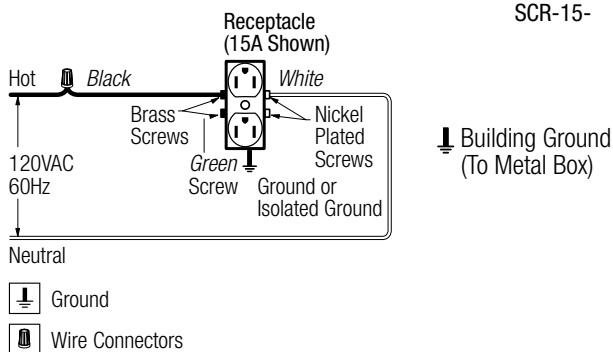 SCR-15-
Receptacle
(15A Shown)
Hot
Black
White
Brass
Screws
Nickel
Plated
Screws
Green
Screw
Ground or
Isolated Ground
120VAC
60Hz
Neutral
Building Ground
(To Metal Box)
Ground
Wire Connectors